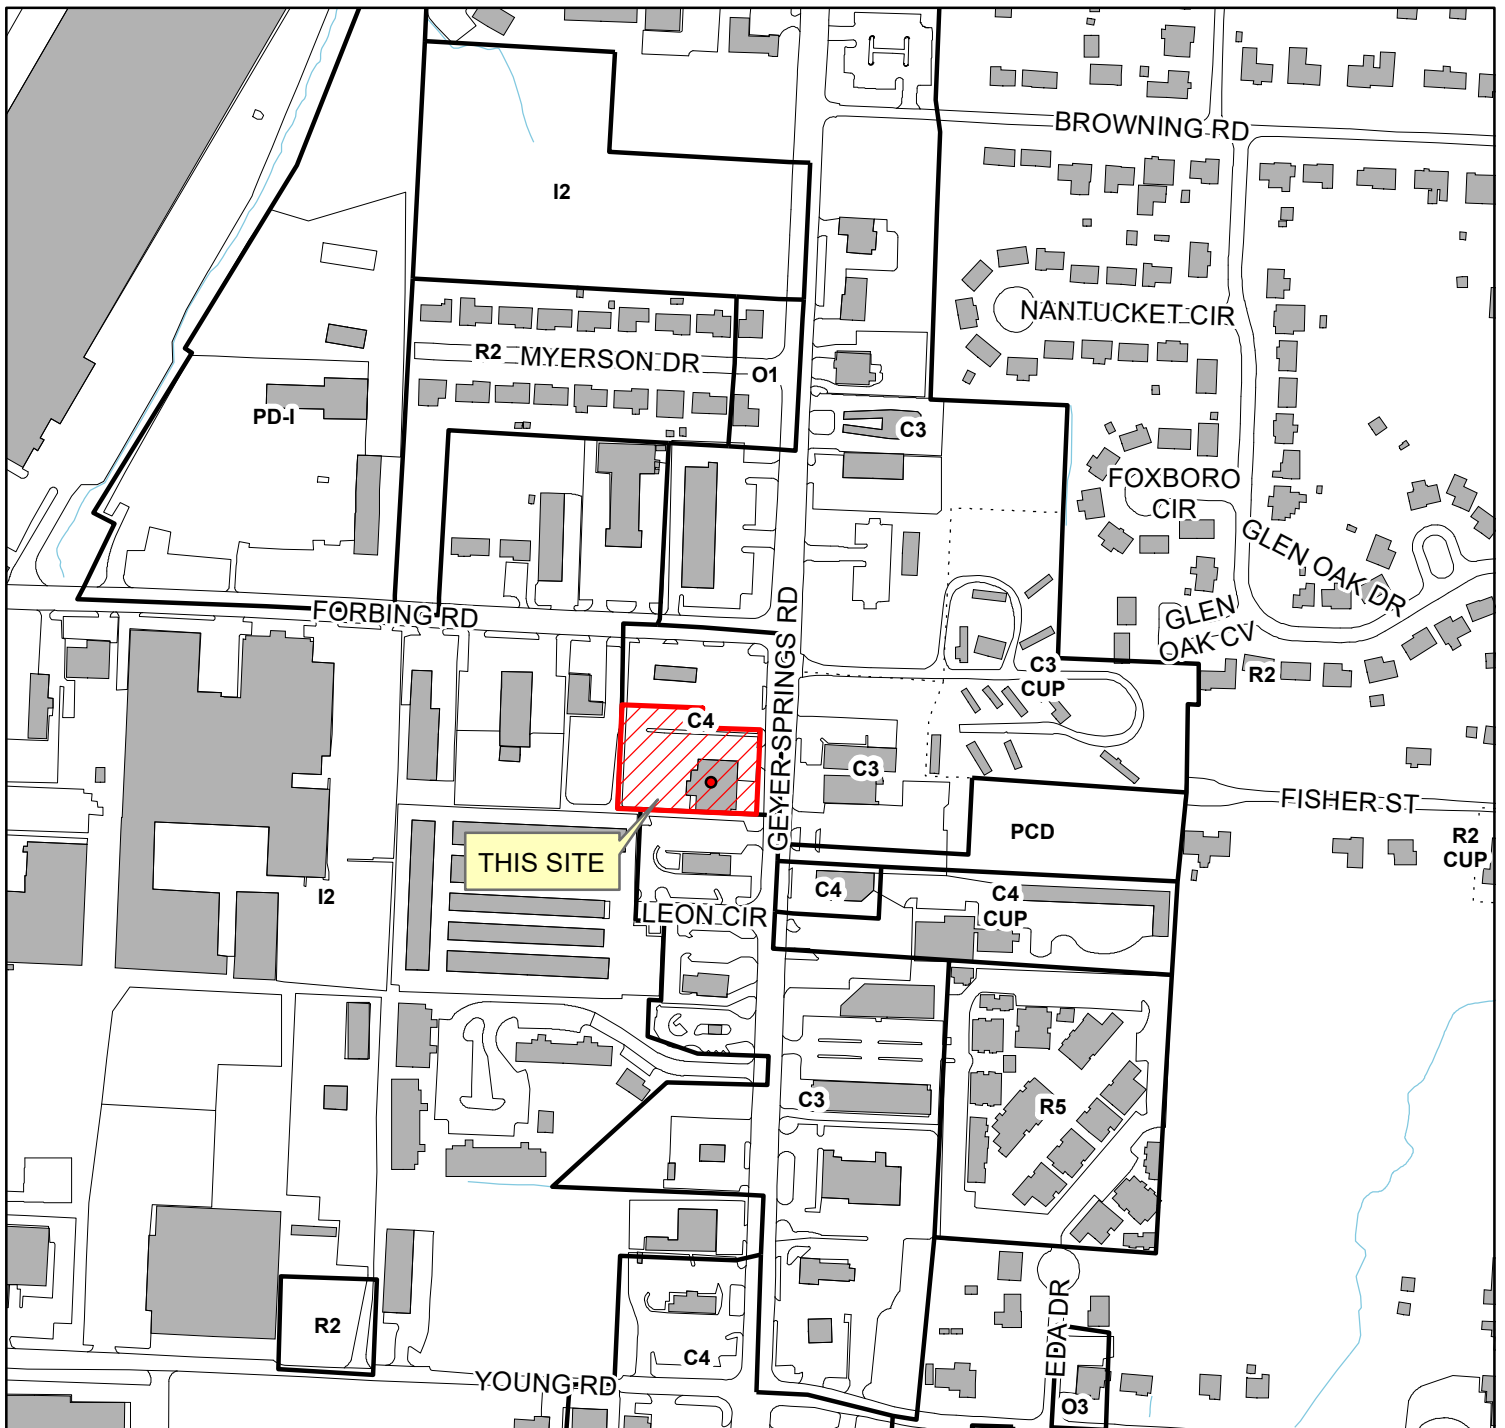 BROWNING RD
I2
NANTUCKET CIR
R2
MYERSON DR
O1
PD-I
C3
FOXBORO
CIR
GLEN OAK DR
FORBING RD
GEYER SPRINGS RD
GLEN
OAK CV
C3
CUP
R2
C4
C3
FISHER ST
THIS SITE
PCD
R2
CUP
I2
C4
C4
CUP
LEON CIR
C3
R5
R2
EDA DR
C4
YOUNG RD
O3